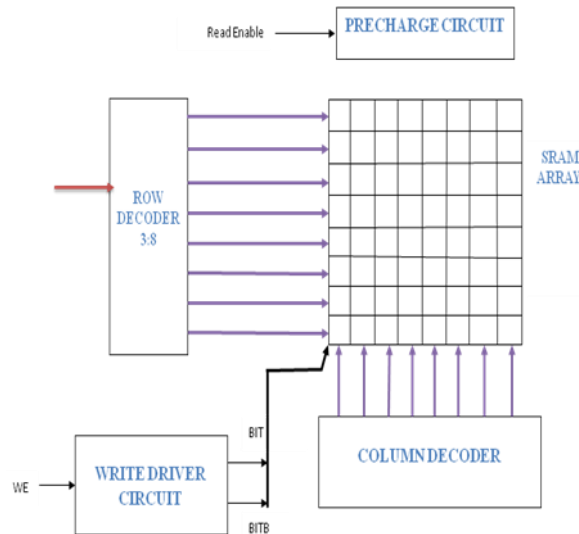 Read Enable
PRECHARGE CIRCUIT
SRAM
ARRAY
ROW
DECODER
3:8
BIT
COLUMN DECODER
WRITE DRIVER
CIRCUIT
WE
BITB